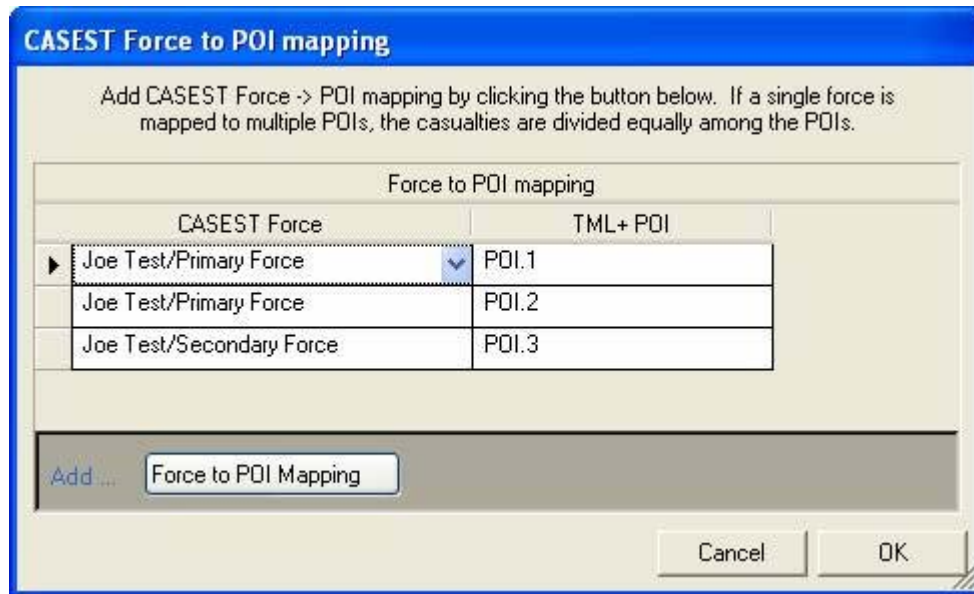 CASEST Force to POI mapping
Add CASEST Force -> POI mapping by clicking the button below. If a single force is
mapped to multiple POIs, the casualties are divided equally among the POIs.
Force to POI mapping
CASEST Force TML+ POI
Joe Test/Primary Force POI.1
Joe Test/Primary Force POI.2
Joe Test/Secondary Force POI.3
Add ... Force to POI Mapping
Cancel OK